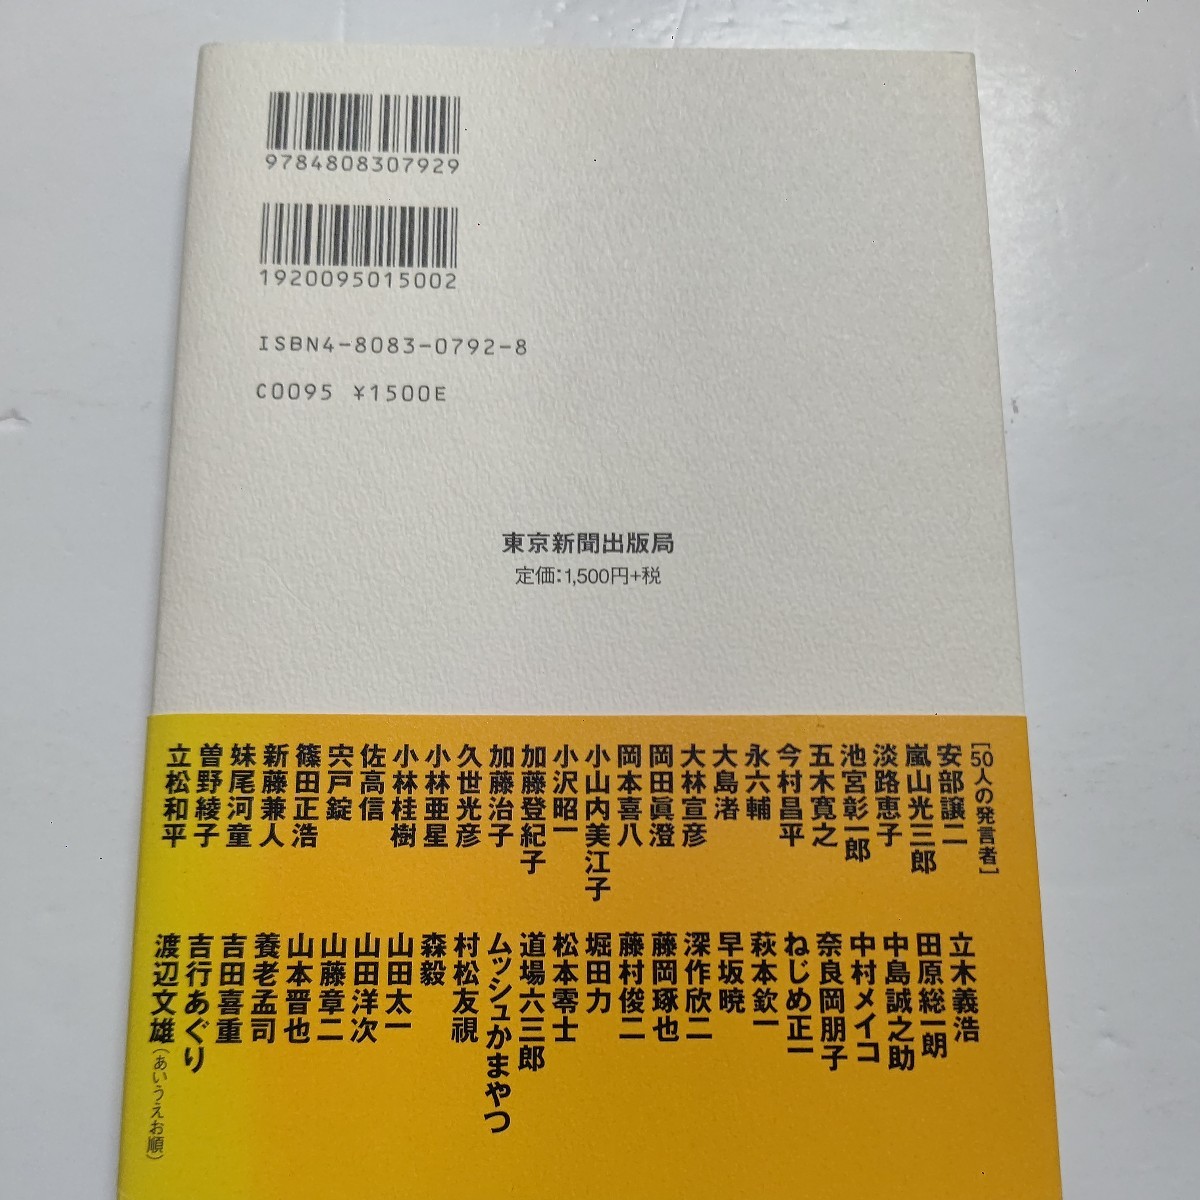 9784808307929
1920095015002
ISBN4-8083-0792-8
C0095 ¥1500E
東京新聞出版局
定価:1,500円+税
[50人の発言者]
安部譲二
嵐山光三郎
淡路恵子
池宮彰一郎
五木寛之
今村昌平
永六輔
大島渚
大林宣彦
岡田眞澄
岡本喜八
小山内美江子
小沢昭一
加藤登紀子
加藤治子
久世光彦
小林亜星
小林桂樹
佐高信
宍戸錠
篠田正浩
新藤兼人
妹尾河童
曽野綾子
立松和平
立木義浩
田原総一朗
中島誠之助
中村メイコ
奈良岡朋子
ねじめ正一
萩本欽一
早坂暁
深作欣二
藤岡琢也
藤村俊二
堀田力
松本零士
道場六三郎
ムッシュかまやつ
村松友視
森毅
山田太一
山田洋次
山藤章二
山本晋也
養老孟司
吉田喜重
吉行あぐり
渡辺文雄(あいうえお順)